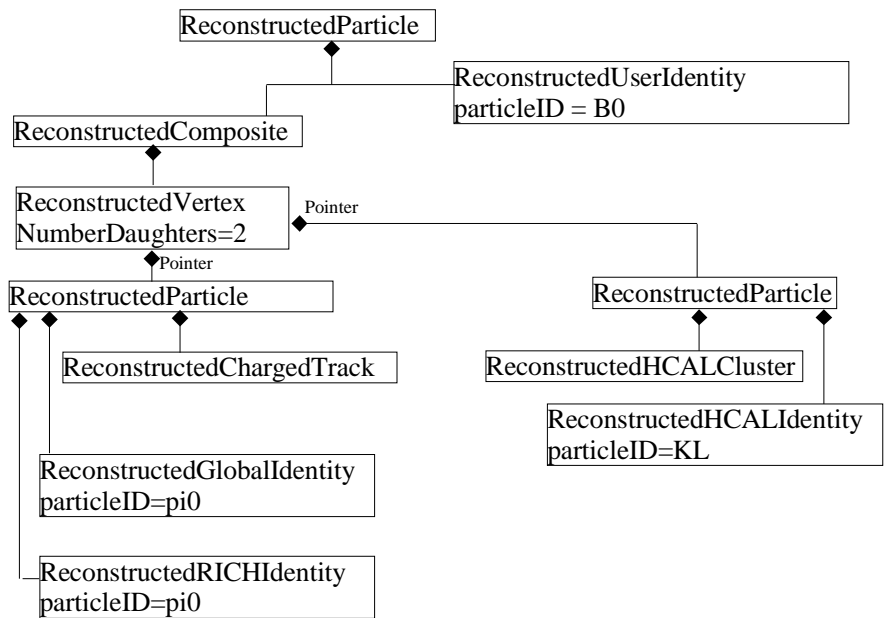 ReconstructedParticle
ReconstructedUserIdentity
particleID = B0
ReconstructedComposite
ReconstructedVertex
NumberDaughters=2
Pointer
Pointer
ReconstructedParticle
ReconstructedParticle
ReconstructedChargedTrack
ReconstructedHCALCluster
ReconstructedHCALIdentity
particleID=KL
ReconstructedGlobalIdentity
particleID=pi0
ReconstructedRICHIdentity
particleID=pi0